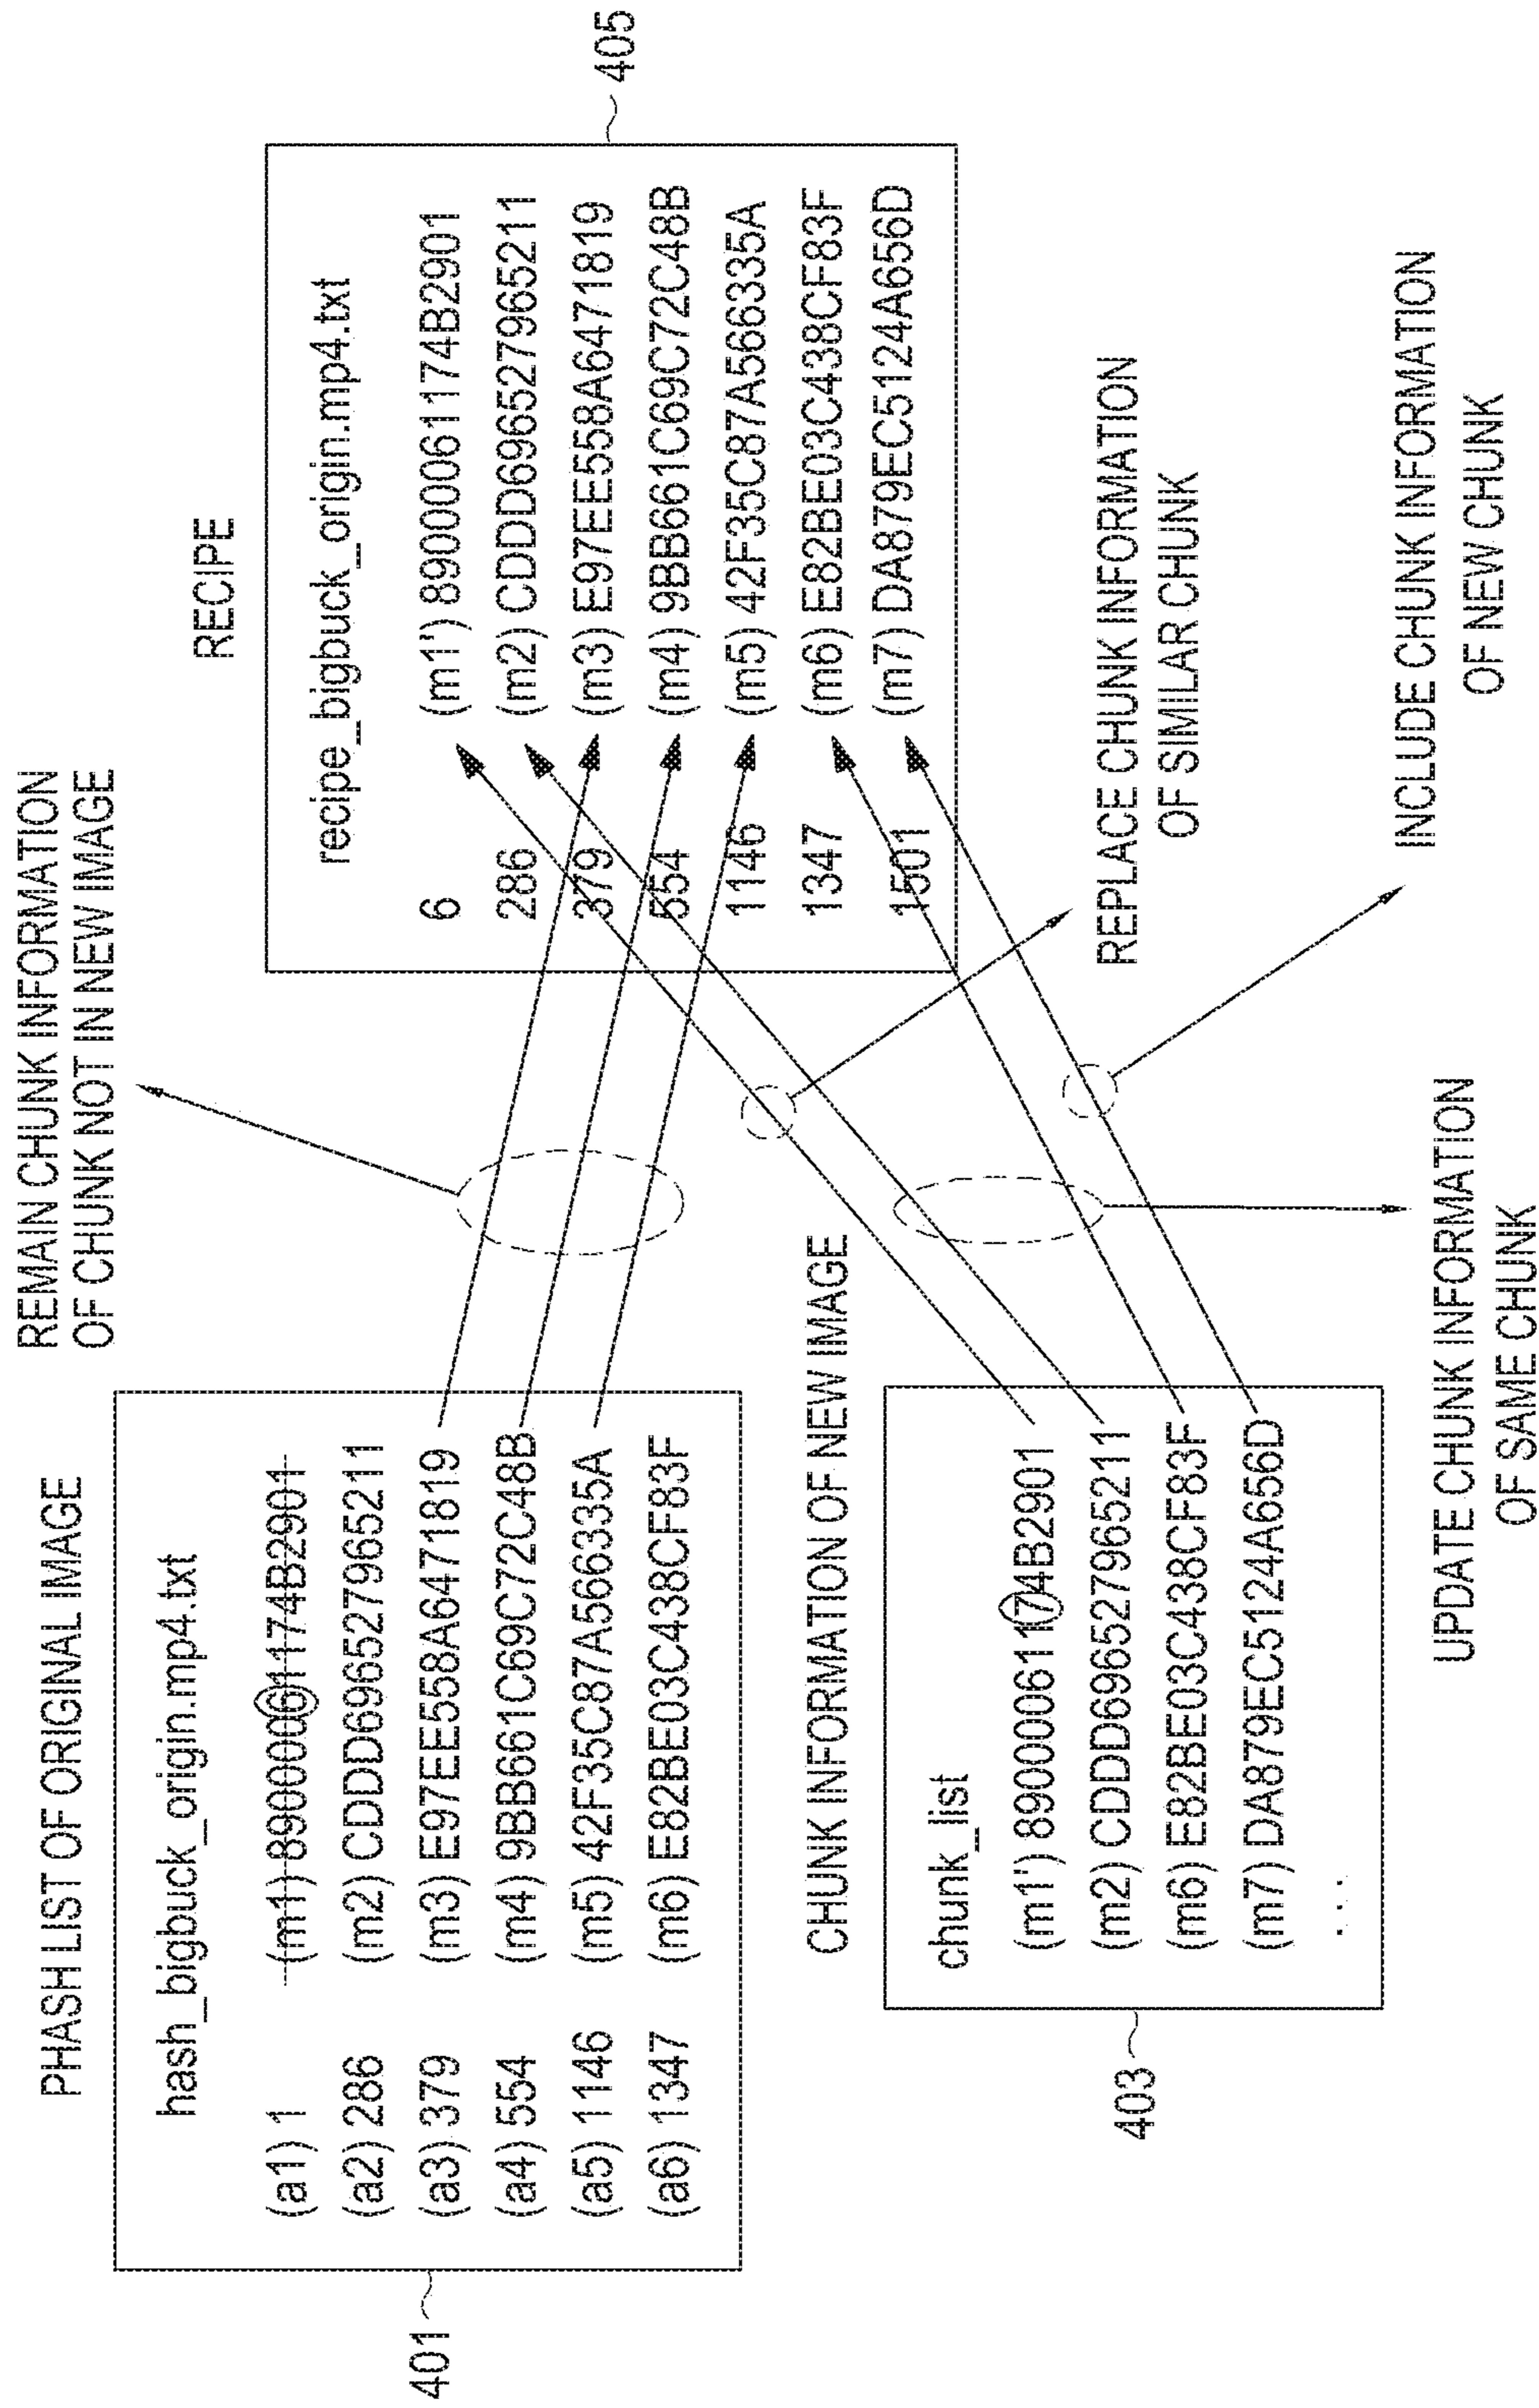 PHASH LIST OF ORIGINAL IMAGE
hash_bigbuck_origin.mp4.txt
(a1) 1 (m1) 89000061174B2901
(a2) 286 (m2) CDDD696527965211
(a3) 379 (m3) E97EE558A6471819
(a4) 554 (m4) 9BB661C69C72C48B
(a5) 1146 (m5) 42F35C87A566335A
(a6) 1347 (m6) E82BE03C438CF83F
401
REMAIN CHUNK INFORMATION
OF CHUNK NOT IN NEW IMAGE
RECIPE
recipe_bigbuck_origin.mp4.txt
6 (m1') 89000061174B2901
286 (m2) CDDD696527965211
379 (m3) E97EE558A6471819
554 (m4) 9BB661C69C72C48B
1146 (m5) 42F35C87A566335A
1347 (m6) E82BE03C438CF83F
1501 (m7) DA879EC5124A656D
405
CHUNK INFORMATION OF NEW IMAGE
chunk_list
(m1') 89000061174B2901
(m2) CDDD696527965211
(m6) E82BE03C438CF83F
(m7) DA879EC5124A656D
...
403
REPLACE CHUNK INFORMATION
OF SIMILAR CHUNK
INCLUDE CHUNK INFORMATION
OF NEW CHUNK
UPDATE CHUNK INFORMATION
OF SAME CHUNK